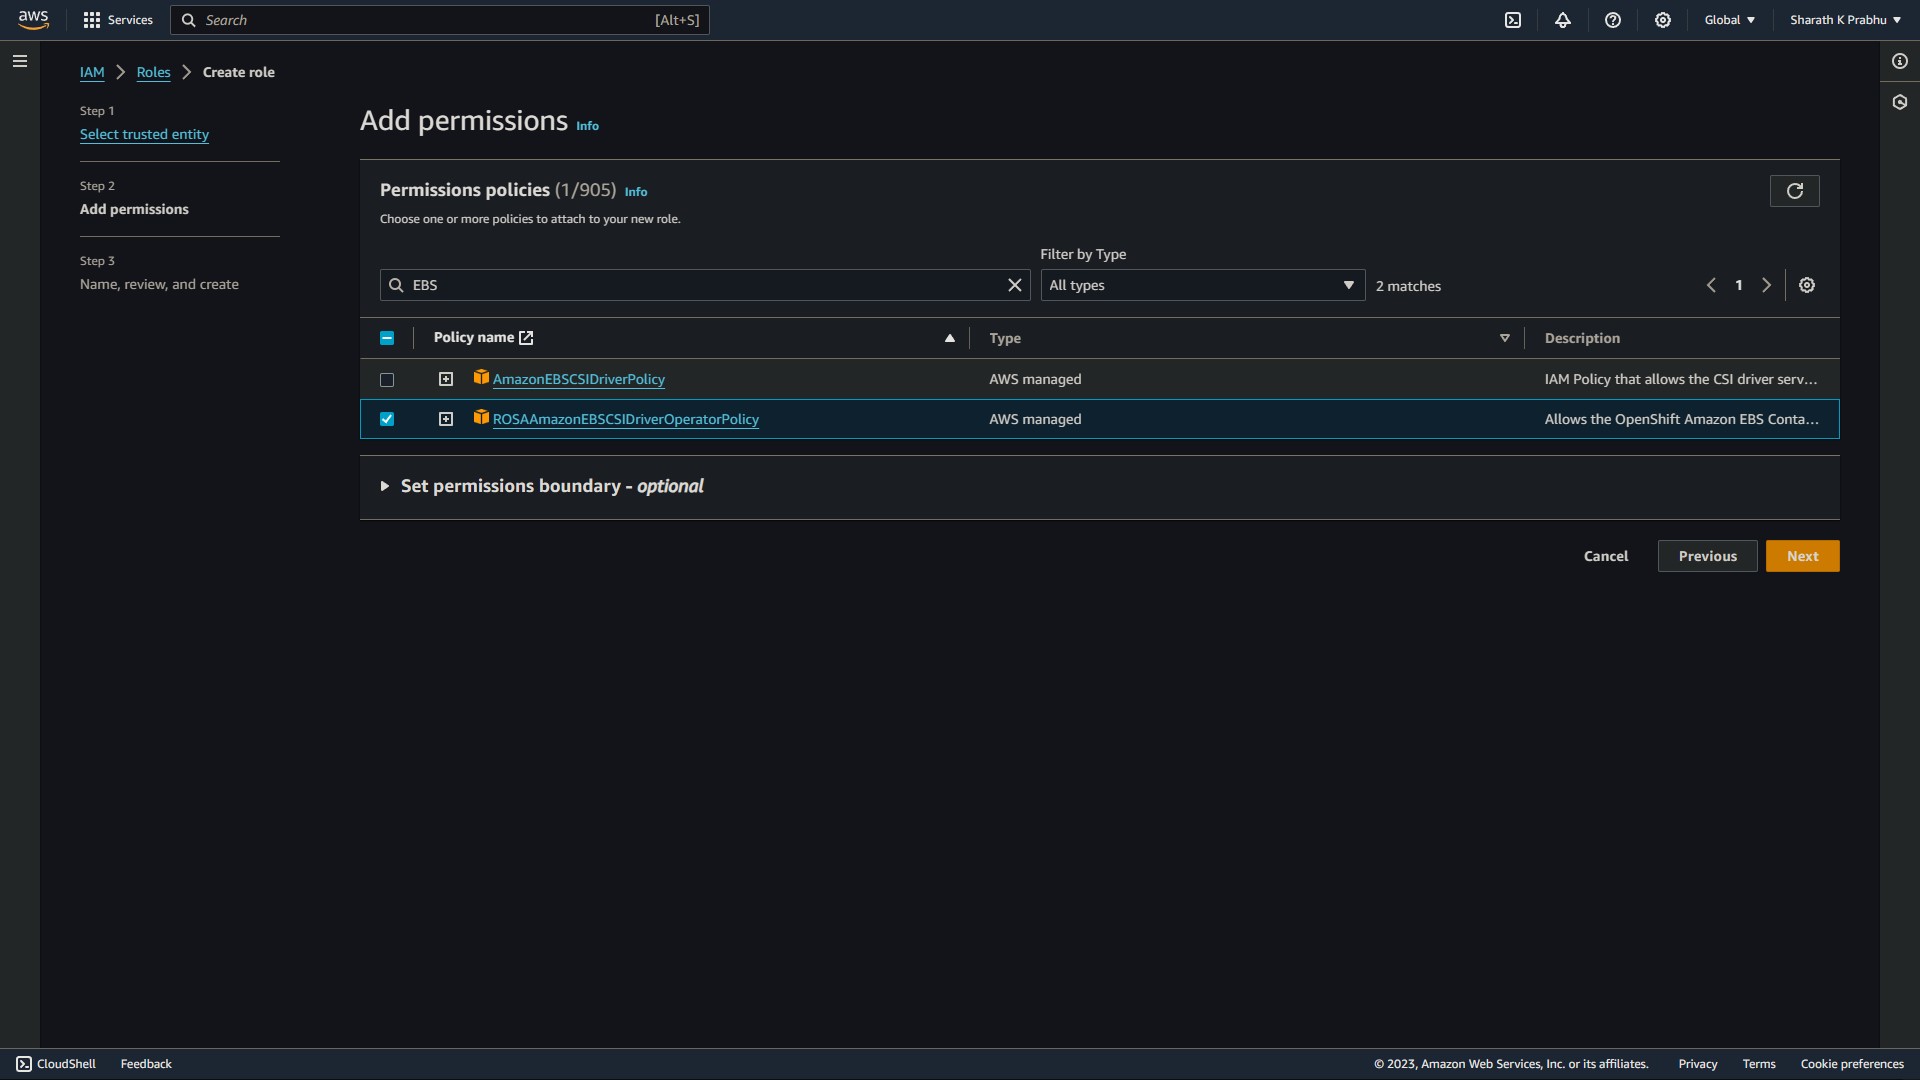 aws
Services
Search
[Alt+S]
Global
Sharath K Prabhu
IAM
Roles
Create role
Step 1
Select trusted entity
Step 2
Add permissions
Step 3
Name, review, and create
Add permissions Info
Permissions policies (1/905) Info
Choose one or more policies to attach to your new role.
Filter by Type
EBS
All types
2 matches
1
Policy name
Type
Description
AmazonEBSCSIDriverPolicy
AWS managed
IAM Policy that allows the CSI driver serv...
ROSAAmazonEBSCSIDriverOperatorPolicy
AWS managed
Allows the OpenShift Amazon EBS Conta...
Set permissions boundary - optional
Cancel
Previous
Next
CloudShell
Feedback
© 2023, Amazon Web Services, Inc. or its affiliates.
Privacy
Terms
Cookie preferences